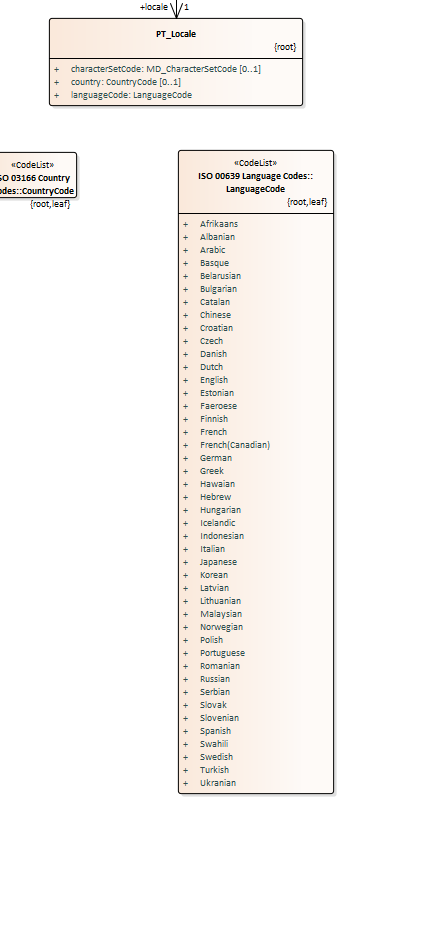 +locale 1
PT_Locale
{root}
+ characterSetCode: MD_CharacterSetCode [0..1]
+ country: CountryCode [0..1]
+ languageCode: LanguageCode
«CodeList»
SO 03166 Country
odes::CountryCode
{root,leaf}
«CodeList»
ISO 00639 Language Codes::
LanguageCode
{root,leaf}
+ Afrikaans
+ Albanian
+ Arabic
+ Basque
+ Belarusian
+ Bulgarian
+ Catalan
+ Chinese
+ Croatian
+ Czech
+ Danish
+ Dutch
+ English
+ Estonian
+ Faeroese
+ Finnish
+ French
+ French(Canadian)
+ German
+ Greek
+ Hawaian
+ Hebrew
+ Hungarian
+ Icelandic
+ Indonesian
+ Italian
+ Japanese
+ Korean
+ Latvian
+ Lithuanian
+ Malaysian
+ Norwegian
+ Polish
+ Portuguese
+ Romanian
+ Russian
+ Serbian
+ Slovak
+ Slovenian
+ Spanish
+ Swahili
+ Swedish
+ Turkish
+ Ukranian